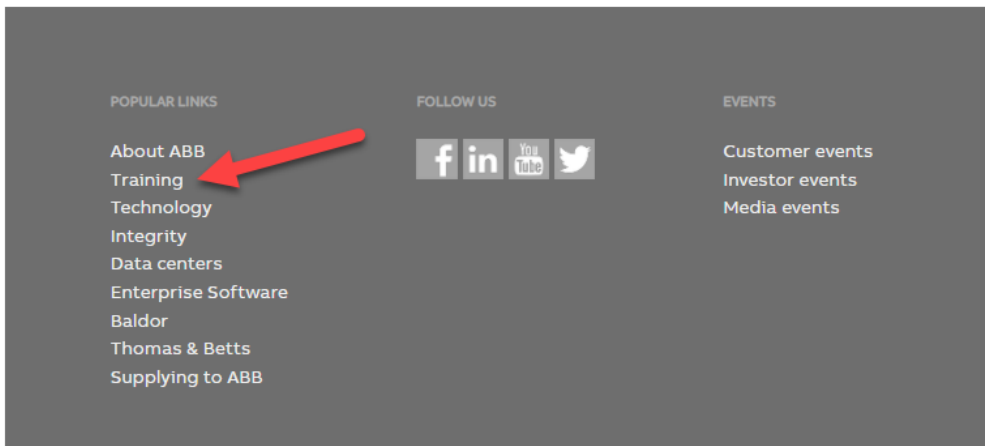 POPULAR LINKS
About ABB
Training
Technology
Integrity
Data centers
Enterprise Software
Baldor
Thomas & Betts
Supplying to ABB
FOLLOW US
f in You Tube
EVENTS
Customer events
Investor events
Media events